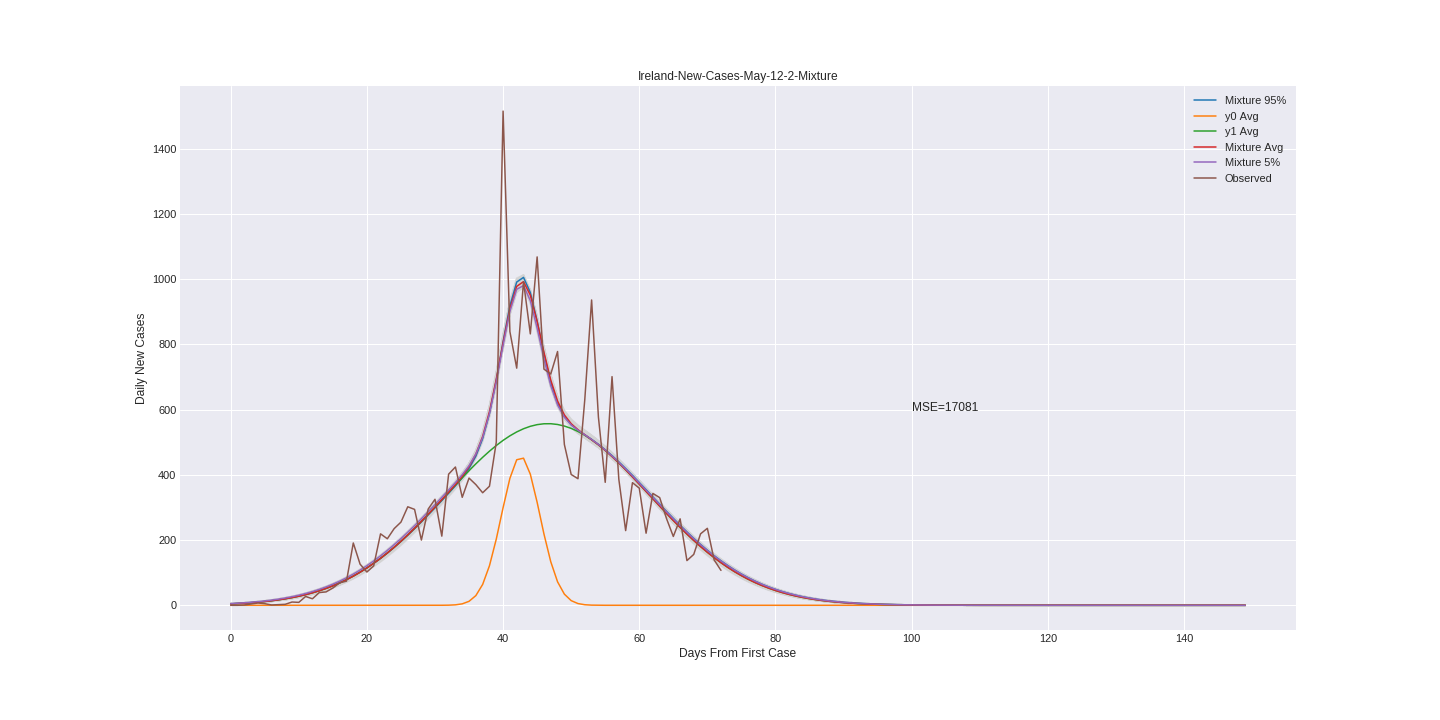 Ireland-New-Cases-May-12-2-Mixture
Mixture 95%
y0 Avg
y1 Avg
Mixture Avg
Mixture 5%
Observed
Daily New Cases
1400
1200
1000
800
600
400
200
0
MSE=17081
0 20 40 60 80 100 120 140
Days From First Case